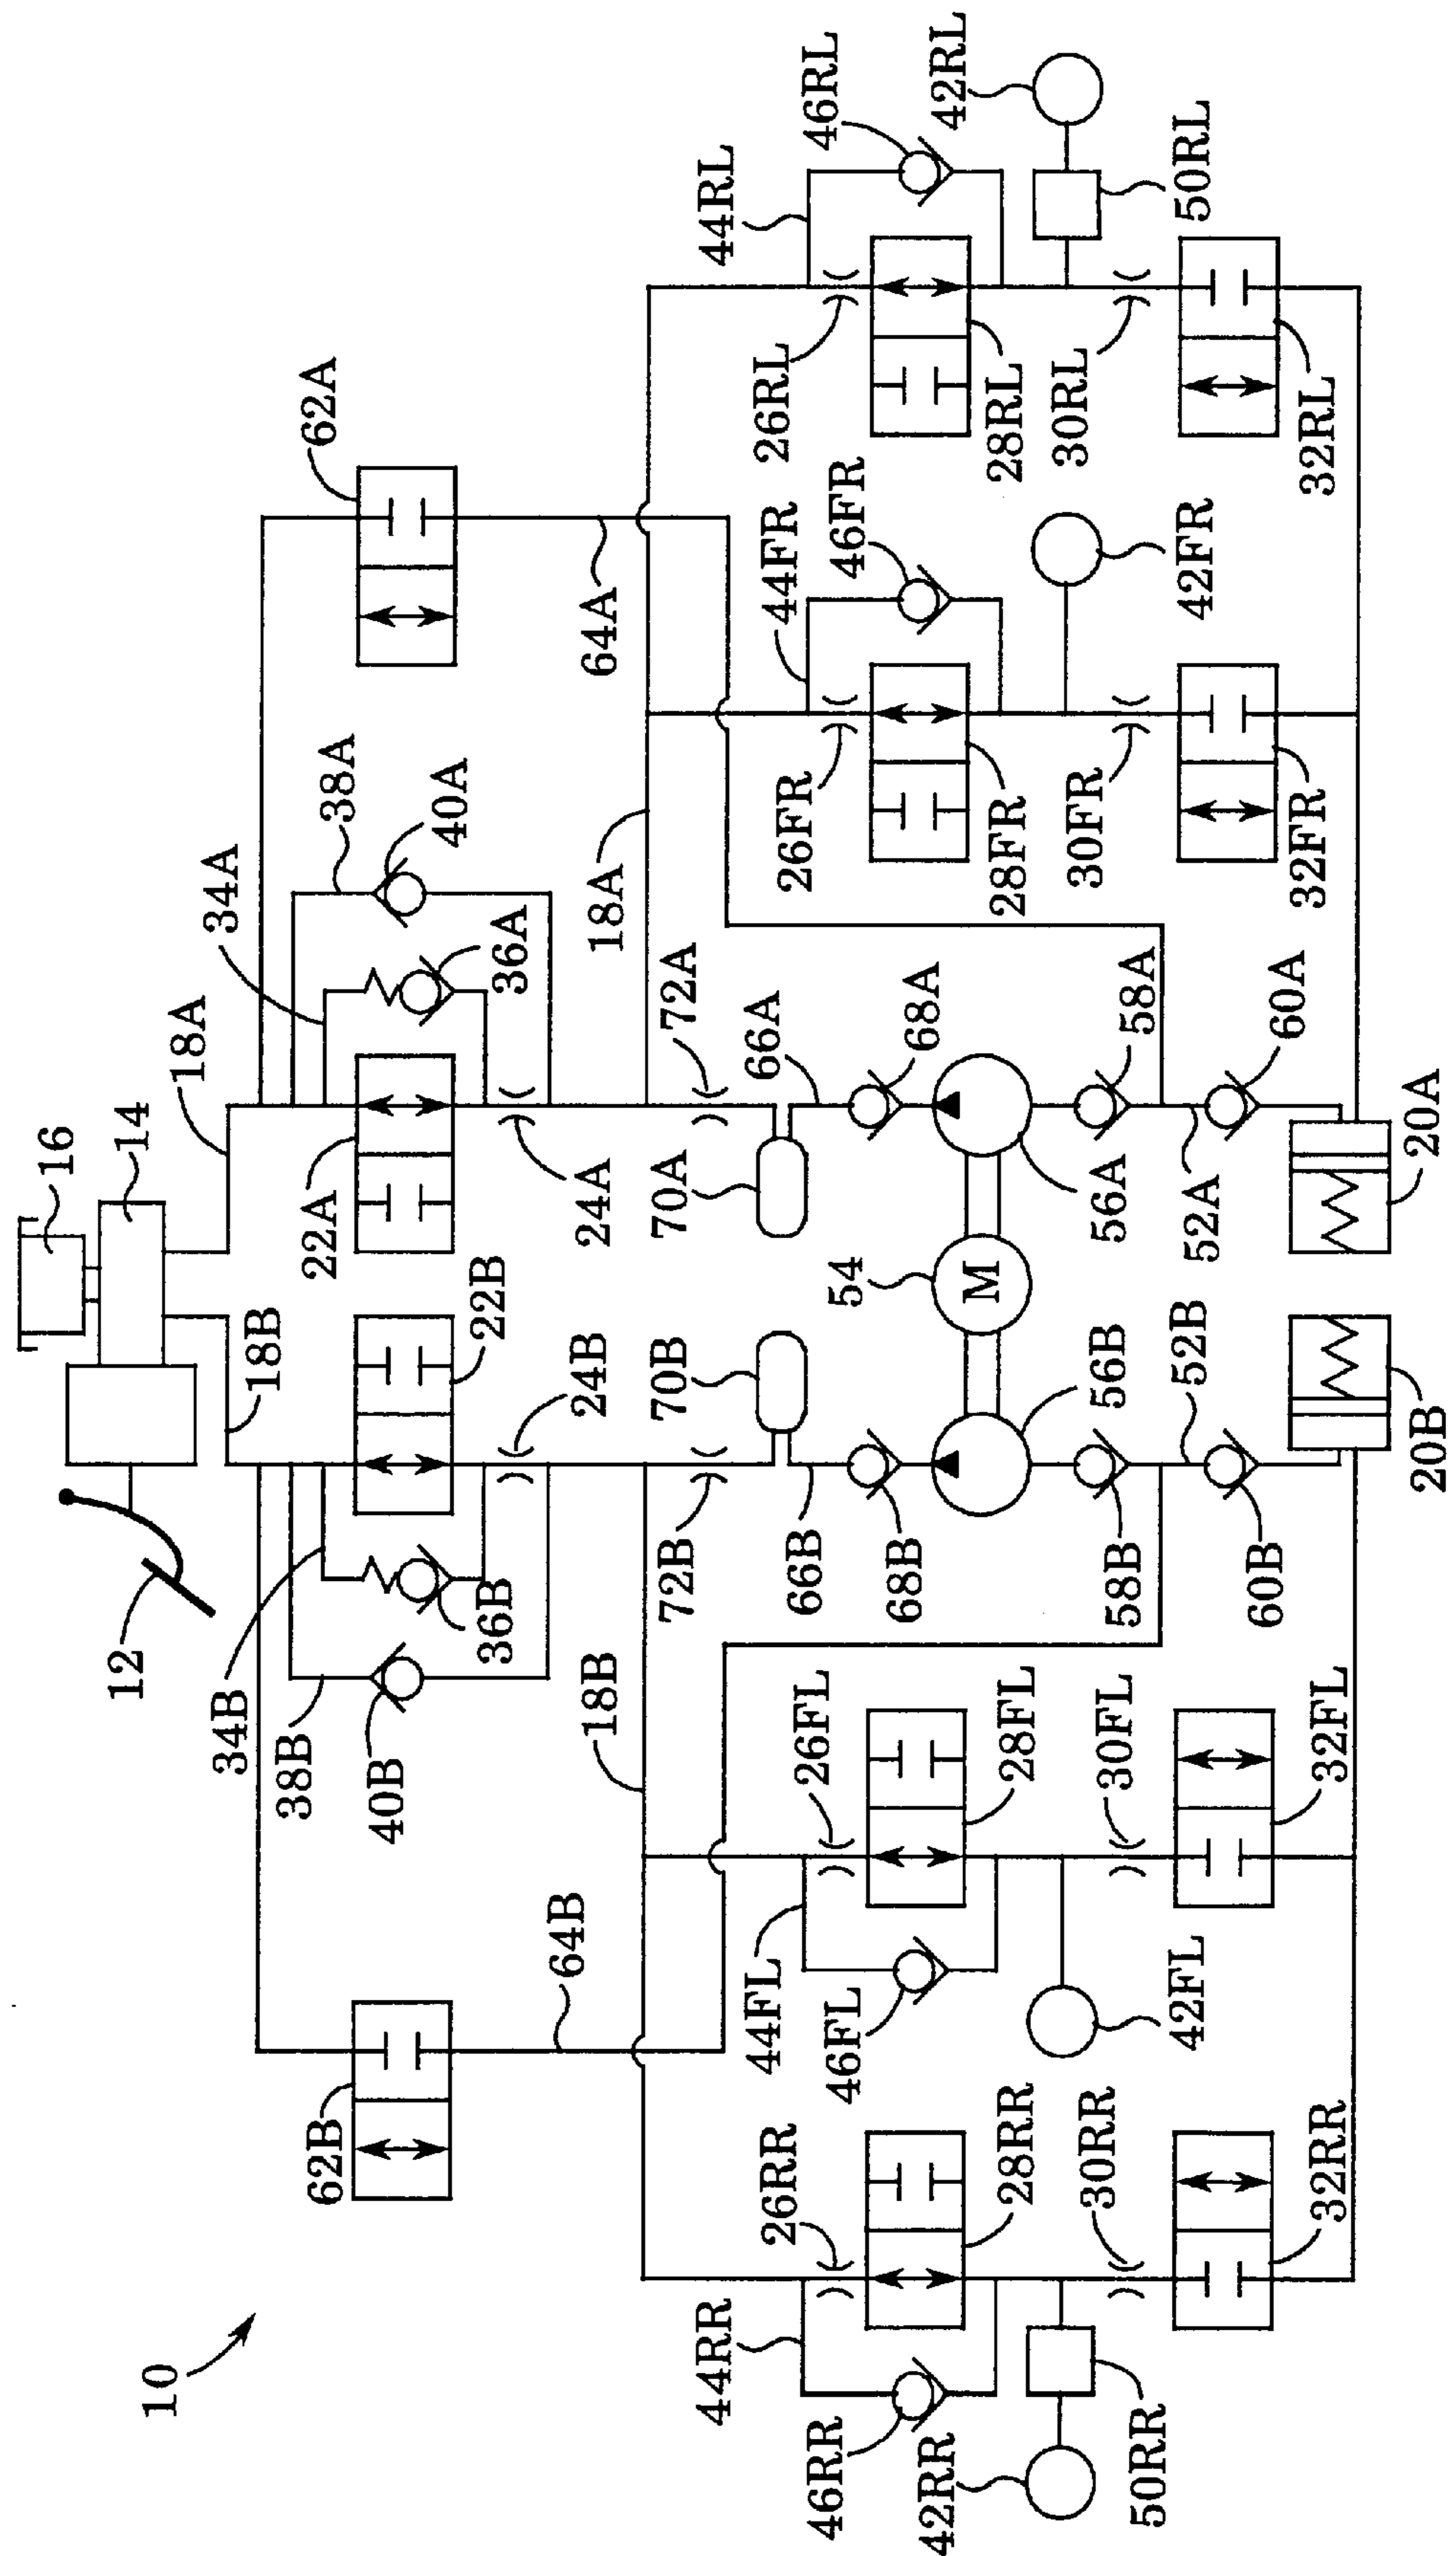 10
12
16
14
18B
18A
62B
34B
38B
40B
36B
22B
24B
22A
24A
34A
38A
40A
36A
62A
64B
18B
72B
70B
70A
72A
18A
64A
44RR
26RR
46RR
28RR
42RR
50RR
30RR
32RR
44FL
26FL
46FL
28FL
42FL
30FL
32FL
66B
68B
54
M
56B
58B
52B
60B
20B
66A
68A
56A
58A
52A
60A
20A
44FR
26FR
46FR
28FR
42FR
30FR
32FR
44RL
26RL
46RL
28RL
42RL
50RL
30RL
32RL